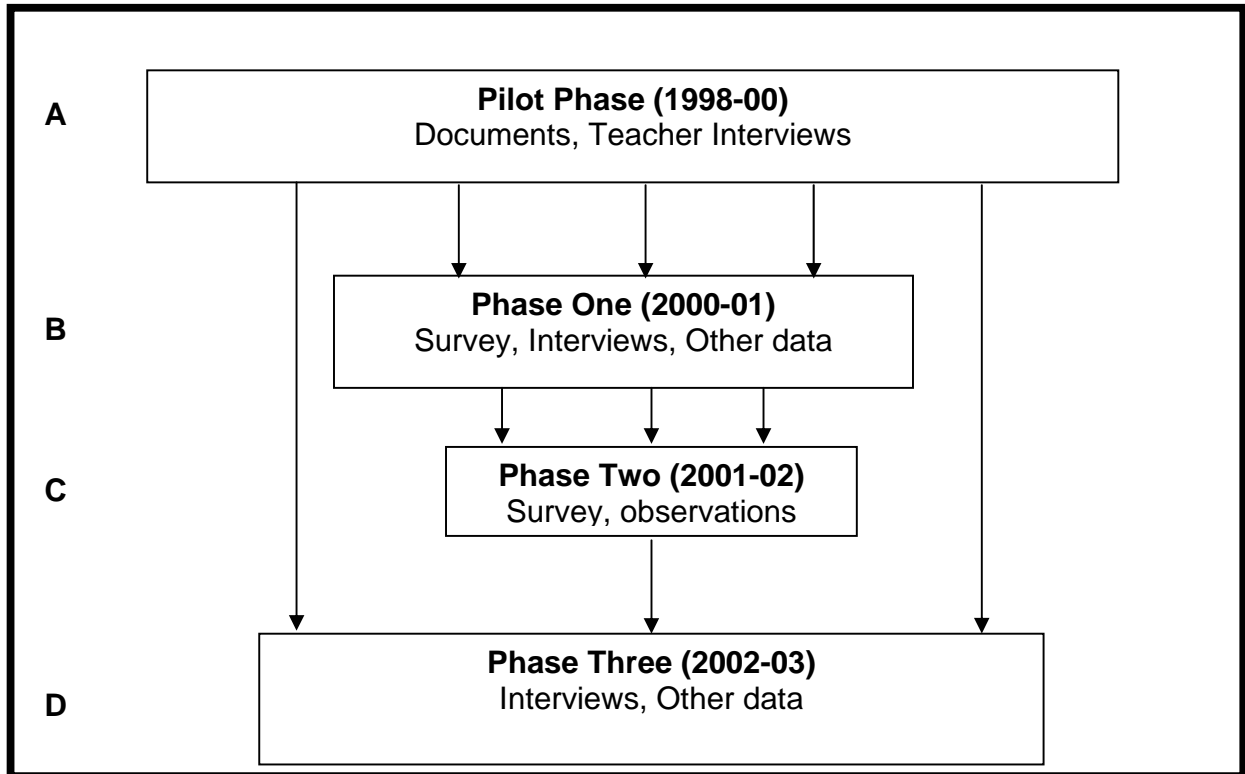 A
Pilot Phase (1998-00)
Documents, Teacher Interviews
B
Phase One (2000-01)
Survey, Interviews, Other data
C
Phase Two (2001-02)
Survey, observations
D
Phase Three (2002-03)
Interviews, Other data